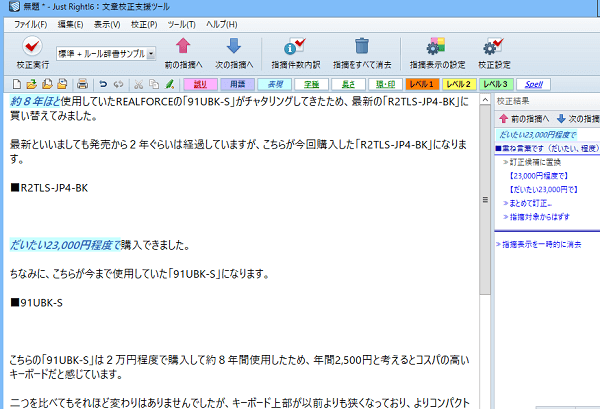 無題 * - Just Right!6 : 文章校正支援ツール
ファイル(F) 編集(E) 表示(V) 校正(P) ツール(T) ヘルプ(H)
校正実行 標準 + ルール辞書サンプル 前の指摘へ 次の指摘へ 指摘件数内訳 指摘をすべて消去 指摘表示の設定 校正設定
誤り 用語 表現 字種 長さ 環・印 レベル1 レベル2 レベル3 Spell
約８年ほど使用していたREALFORCEの「91UBK-S」がチャタリングしてきたため、最新の「R2TLS-JP4-BK」に
買い替えてみました。
最新といいましても発売から２年ぐらいは経過していますが、こちらが今回購入した「R2TLS-JP4-BK」になりま
す。
■R2TLS-JP4-BK
だいたい23,000円程度で購入できました。
ちなみに、こちらが今まで使用していた「91UBK-S」になります。
■91UBK-S
こちらの「91UBK-S」は２万円程度で購入して約８年間使用したため、年間2,500円と考えるとコスパの高い
キーボードだと感じています。
二つを比べてもそれほど変わりはありませんでしたが、キーボード上部が以前よりも狭くなっており、よりコンパクト
校正結果
前の指摘へ 次の指摘
だいたい23,000円程度で
■重ね言葉です（だいたい、程度）
» 訂正候補に置換
【23,000円程度で】
【だいたい23,000円で】
» まとめて訂正...
» 指摘対象からはずす
» 指摘表示を一時的に消去